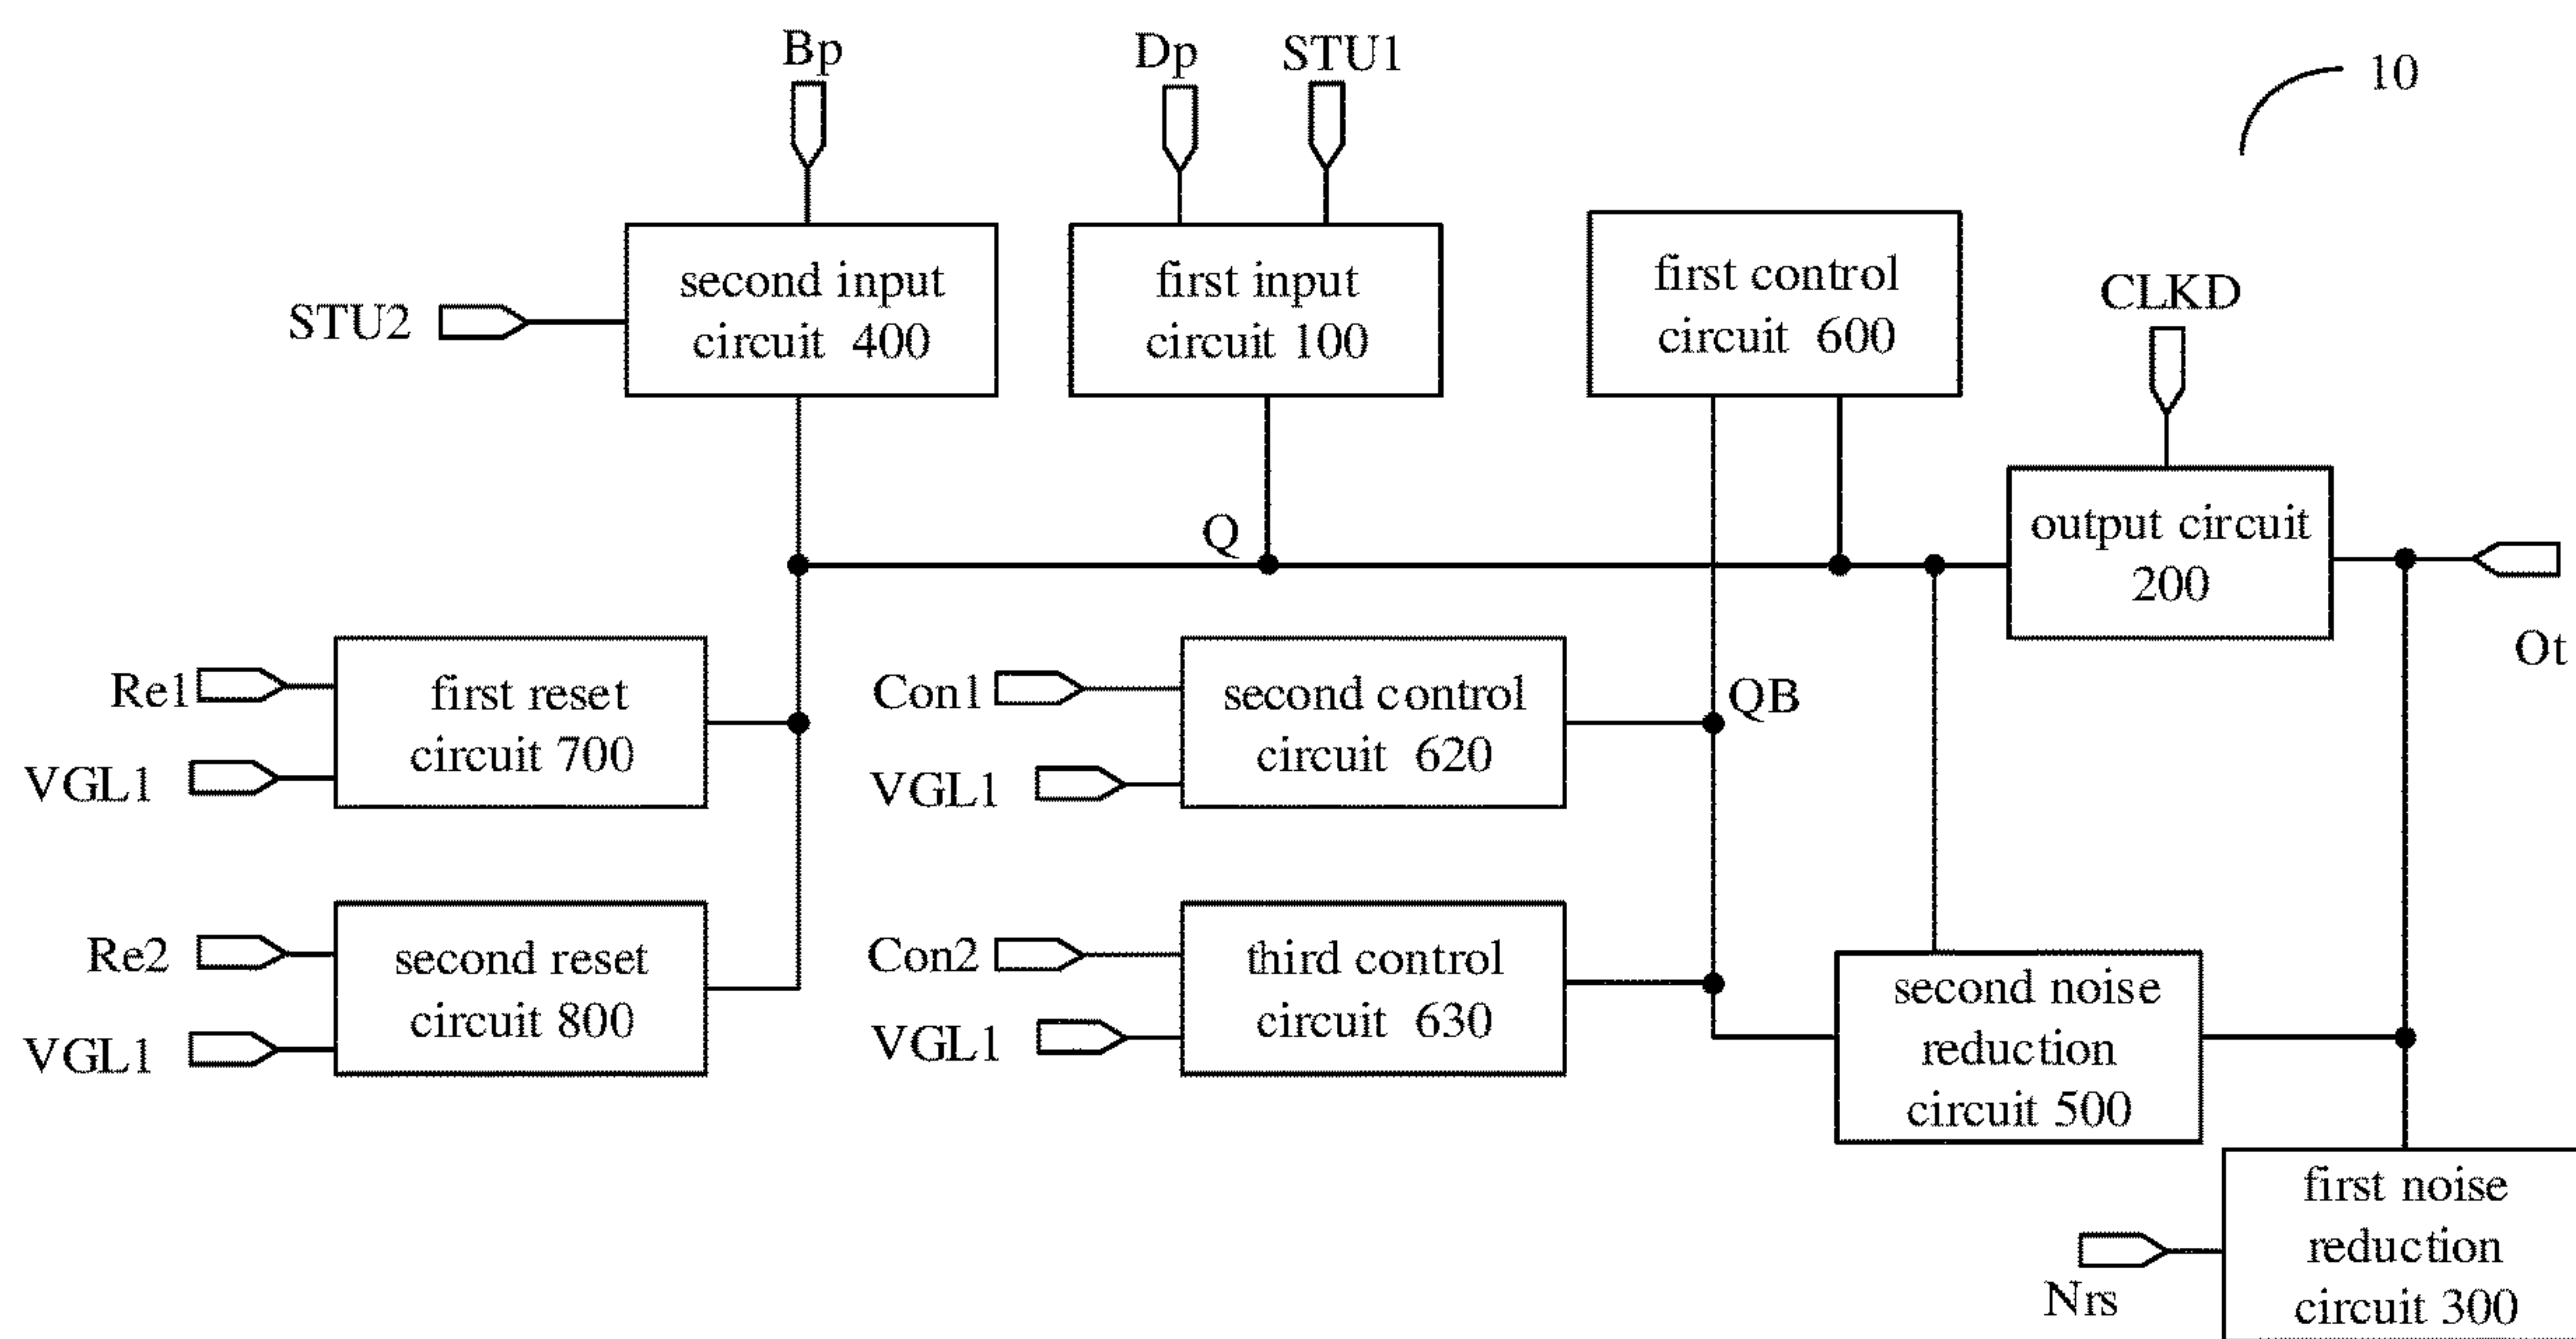 Bp
Dp
STU1
10
second input
circuit 400
first input
circuit 100
first control
circuit 600
STU2
CLKD
output circuit
200
Q
Ot
Re1
VGL1
first reset
circuit 700
Con1
VGL1
second control
circuit 620
QB
Re2
VGL1
second reset
circuit 800
Con2
VGL1
third control
circuit 630
second noise
reduction
circuit 500
first noise
reduction
circuit 300
Nrs